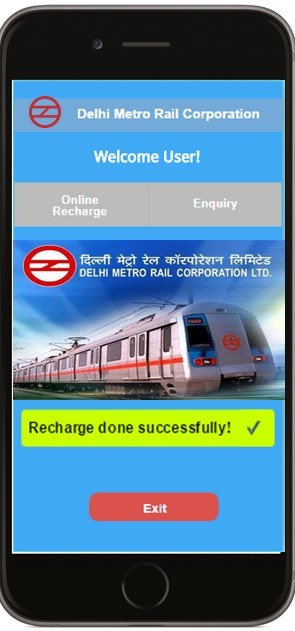 Delhi Metro Rail Corporation
Welcome User!
Online
Recharge
Enquiry
दिल्ली मेट्रो रेल कॉरपोरेशन लिमिटेड
DELHI METRO RAIL CORPORATION LTD.
Recharge done successfully! ✓
Exit